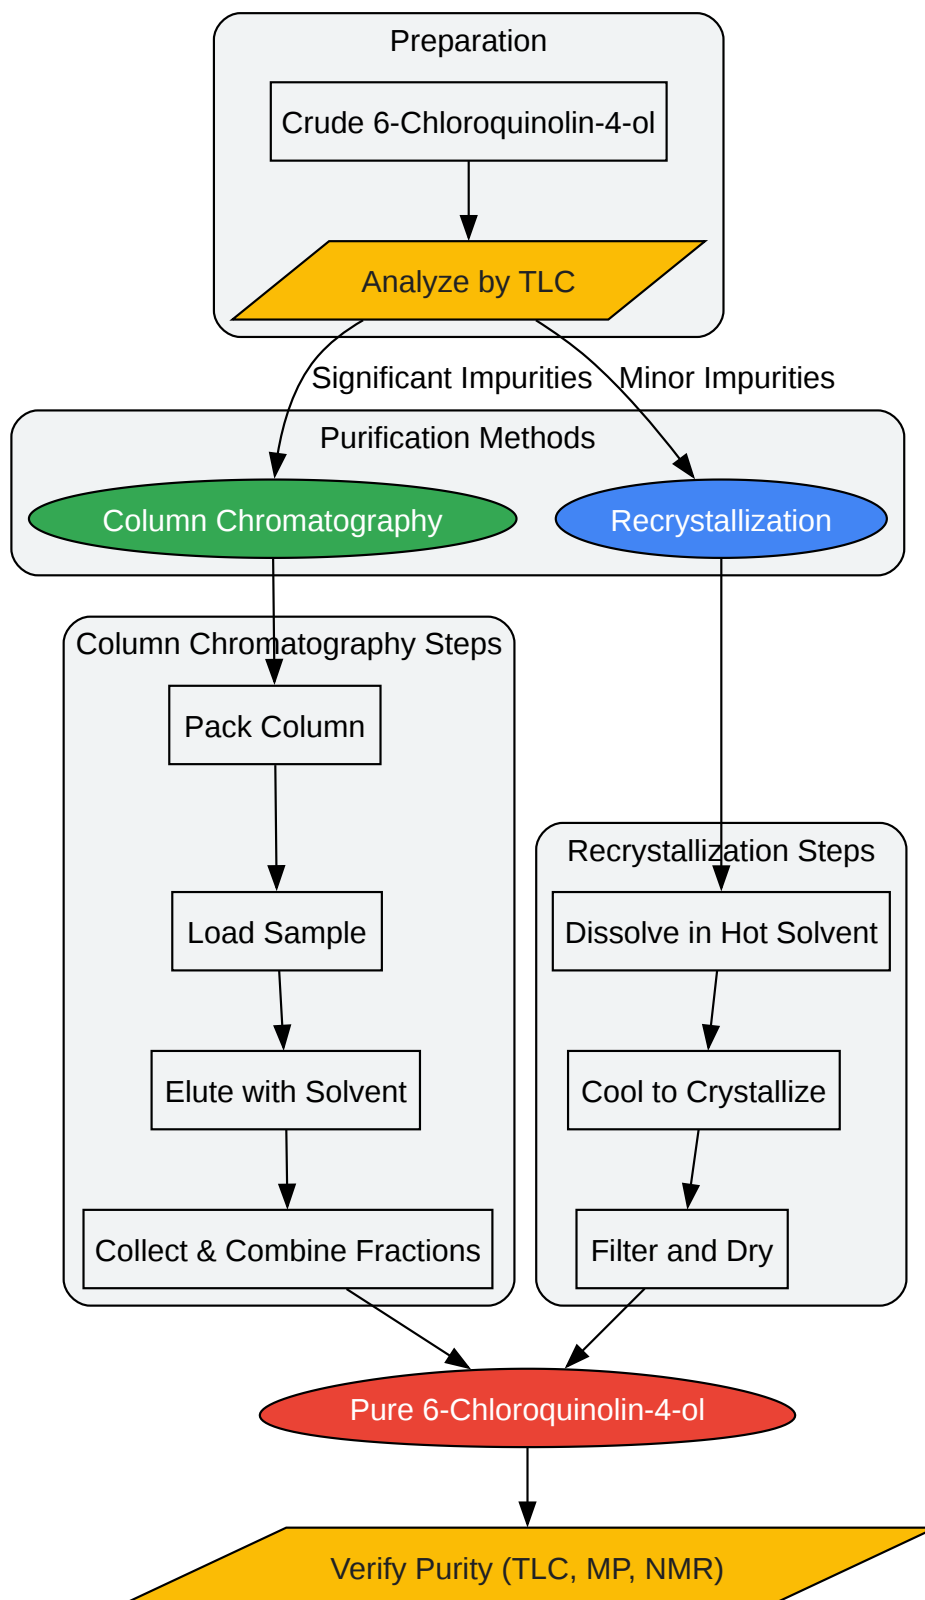 Preparation
Crude 6-Chloroquinolin-4-ol
Analyze by TLC
Significant Impurities
Minor Impurities
Purification Methods
Column Chromatography
Recrystallization
Column Chromatography Steps
Pack Column
Load Sample
Elute with Solvent
Collect & Combine Fractions
Recrystallization Steps
Dissolve in Hot Solvent
Cool to Crystallize
Filter and Dry
Pure 6-Chloroquinolin-4-ol
Verify Purity (TLC, MP, NMR)